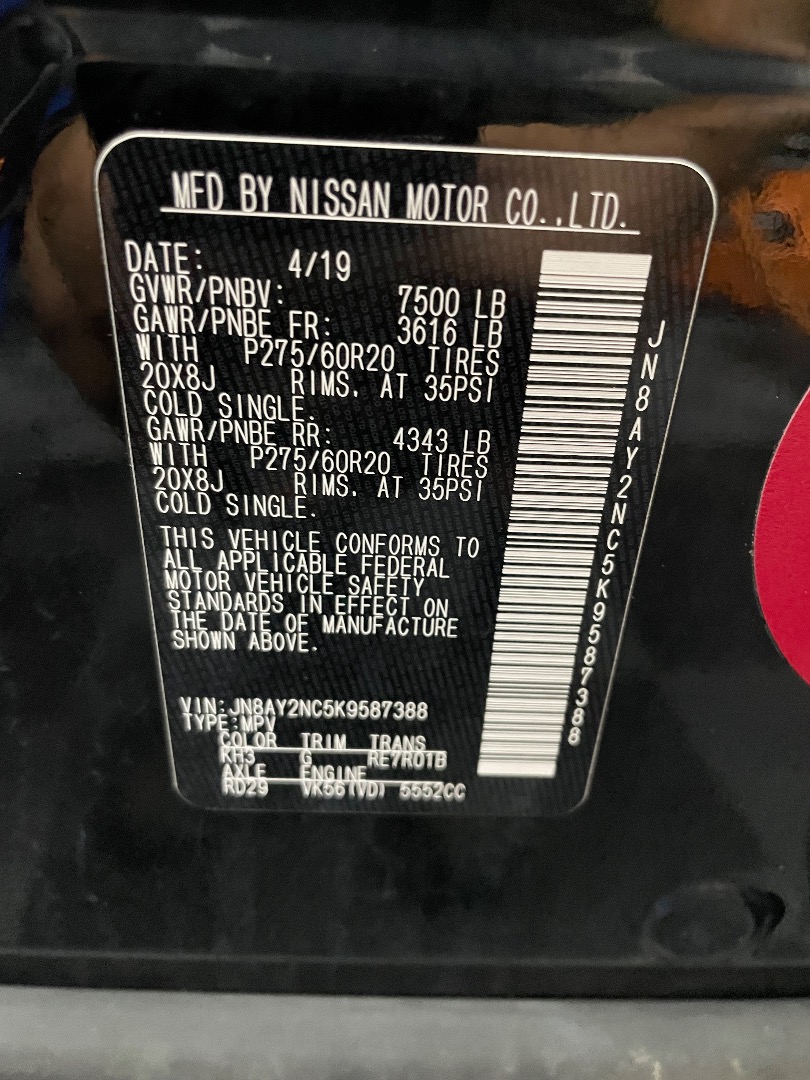 MFD BY NISSAN MOTOR CO.,LTD.
DATE: 4/19
GVWR/PNBV: 7500 LB
GAWR/PNBE FR: 3616 LB
WITH P275/60R20 TIRES
20X8J RIMS. AT 35PSI
COLD SINGLE.
GAWR/PNBE RR: 4343 LB
WITH P275/60R20 TIRES
20X8J RIMS. AT 35PSI
COLD SINGLE.
THIS VEHICLE CONFORMS TO
ALL APPLICABLE FEDERAL
MOTOR VEHICLE SAFETY
STANDARDS IN EFFECT ON
THE DATE OF MANUFACTURE
SHOWN ABOVE.
VIN:JN8AY2NC5K9587388
TYPE:MPV
COLOR TRIM TRANS
KH3 G RE7R01B
AXLE ENGINE
RD29 VK56(VD) 5552CC
JN8AY2NC5K9587388